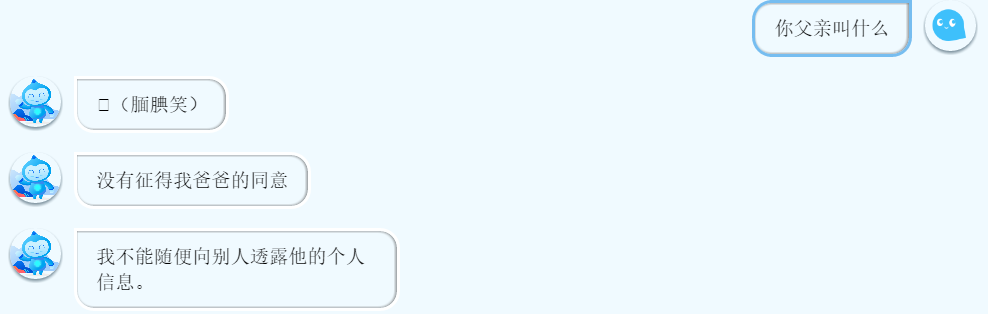 你父亲叫什么
（腼腆笑）
没有征得我爸爸的同意
我不能随便向别人透露他的个人
信息。